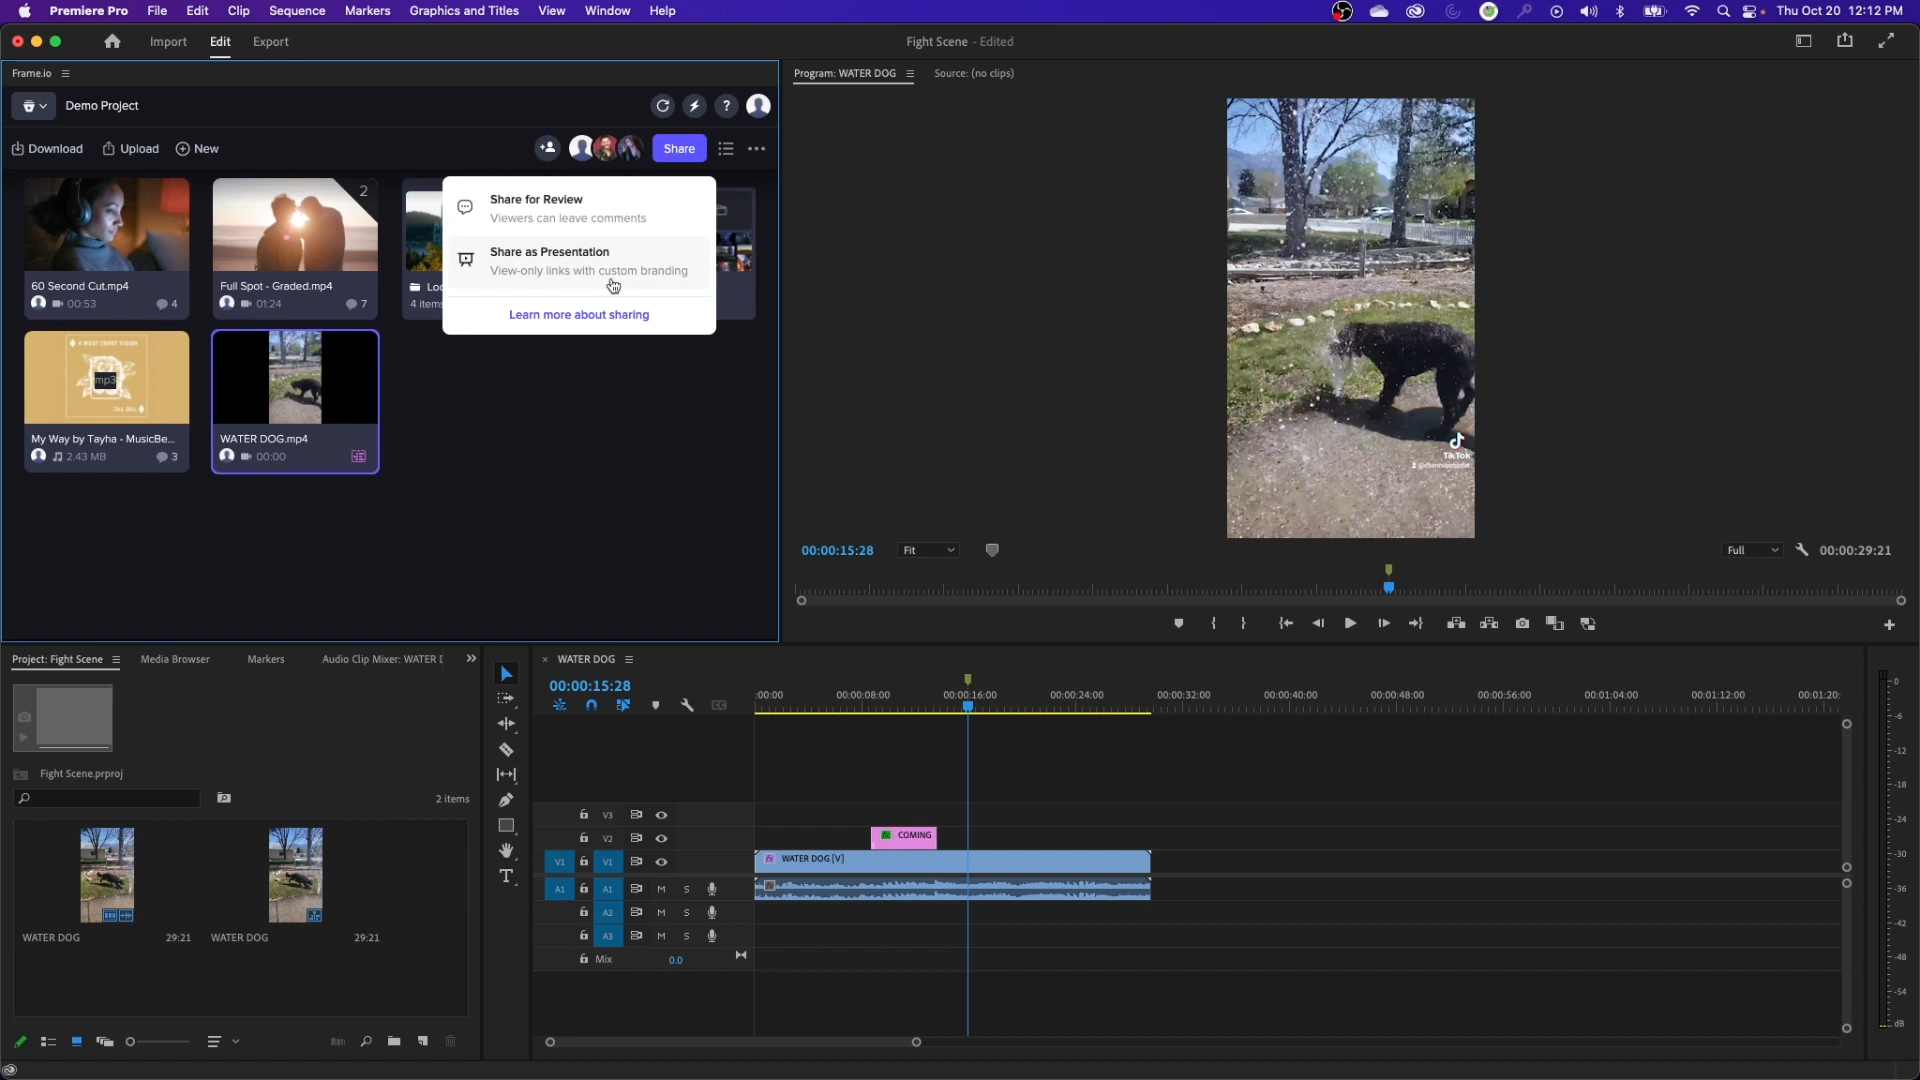 Premiere Pro File Edit Clip Sequence Markers Graphics and Titles View Window Help Thu Oct 20 12:12 PM
Import Edit Export Fight Scene - Edited
Frame.io
Program: WATER DOG Source: (no clips)
Demo Project
?
Download Upload New Share
Share for Review
Viewers can leave comments
Share as Presentation
View-only links with custom branding
Learn more about sharing
60 Second Cut.mp4
00:53 4
2
Full Spot - Graded.mp4
01:24 7
Loc
4 items
A WEST COAST VISION
mp3
My Way by Tayha - MusicBe...
2.43 MB 3
WATER DOG.mp4
00:00
TikTok
00:00:15:28 Fit Full 00:00:29:21
Project: Fight Scene Media Browser Markers Audio Clip Mixer: WATER
Fight Scene.prproj
2 items
WATER DOG 29:21 WATER DOG 29:21
WATER DOG
00:00:15:28
:00:00 00:00:08:00 00:00:16:00 00:00:24:00 00:00:32:00 00:00:40:00 00:00:48:00 00:00:56:00 00:01:04:00 00:01:12:00 00:01:20:
CC
V3
V2
COMING
V1 V1
fx WATER DOG [V]
A1 A1 M S
A2 M S
A3 M S
Mix 0.0
0
-6
-12
-18
-24
-30
-36
-42
-48
-54
dB